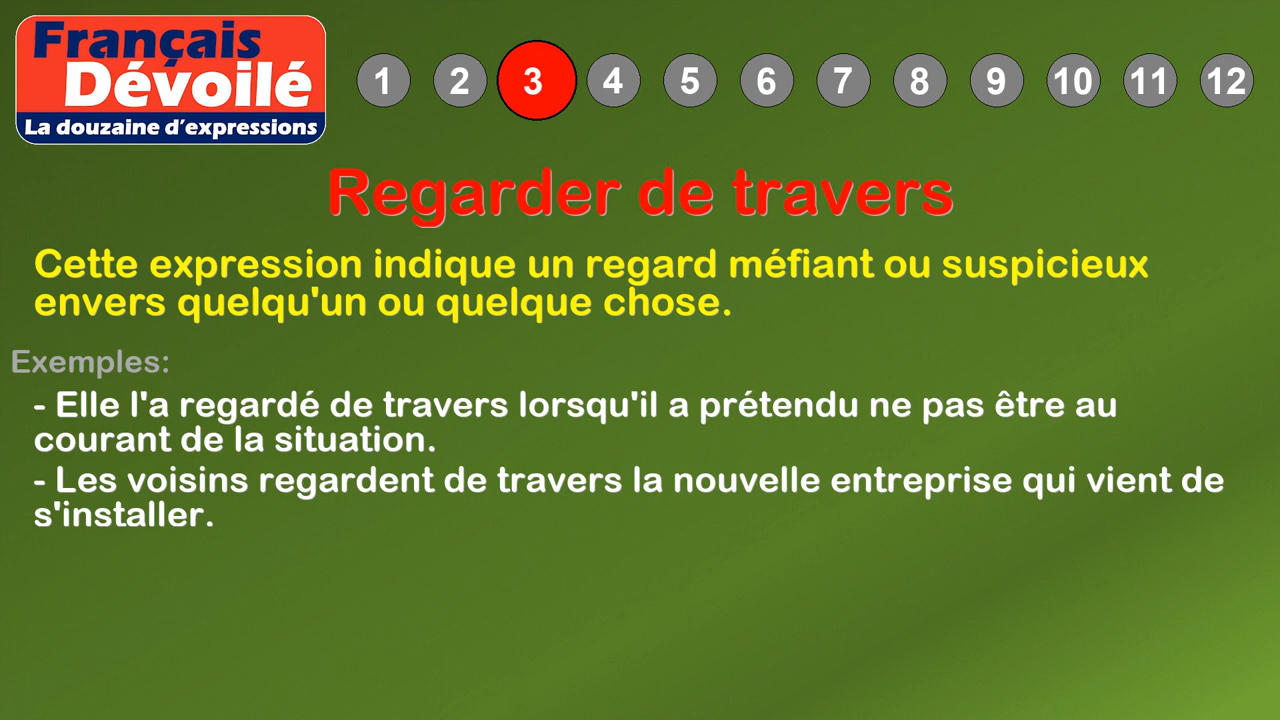 Français
Dévoilé
La douzaine d'expressions
1 2 3 4 5 6 7 8 9 10 11 12
Regarder de travers
Cette expression indique un regard méfiant ou suspicieux
envers quelqu'un ou quelque chose.
Exemples:
- Elle l'a regardé de travers lorsqu'il a prétendu ne pas être au
courant de la situation.
- Les voisins regardent de travers la nouvelle entreprise qui vient de
s'installer.